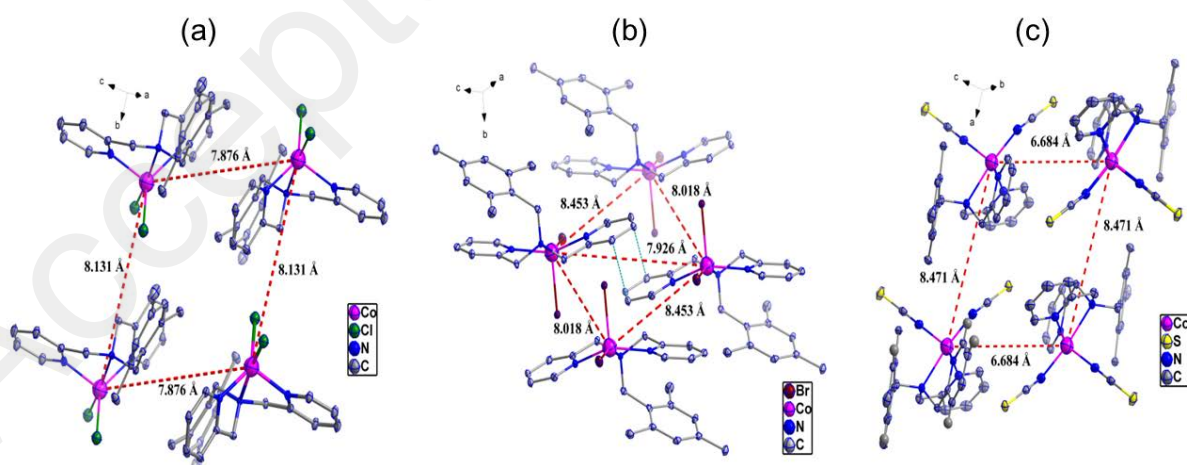 (a)
(b)
(c)
c
a
b
7.876 Å
8.131 Å
8.131 Å
7.876 Å
Co
Cl
N
C
c
a
b
8.453 Å
8.018 Å
7.926 Å
8.018 Å
8.453 Å
Br
Co
N
C
c
b
a
6.684 Å
8.471 Å
8.471 Å
6.684 Å
Co
S
N
C
Accept